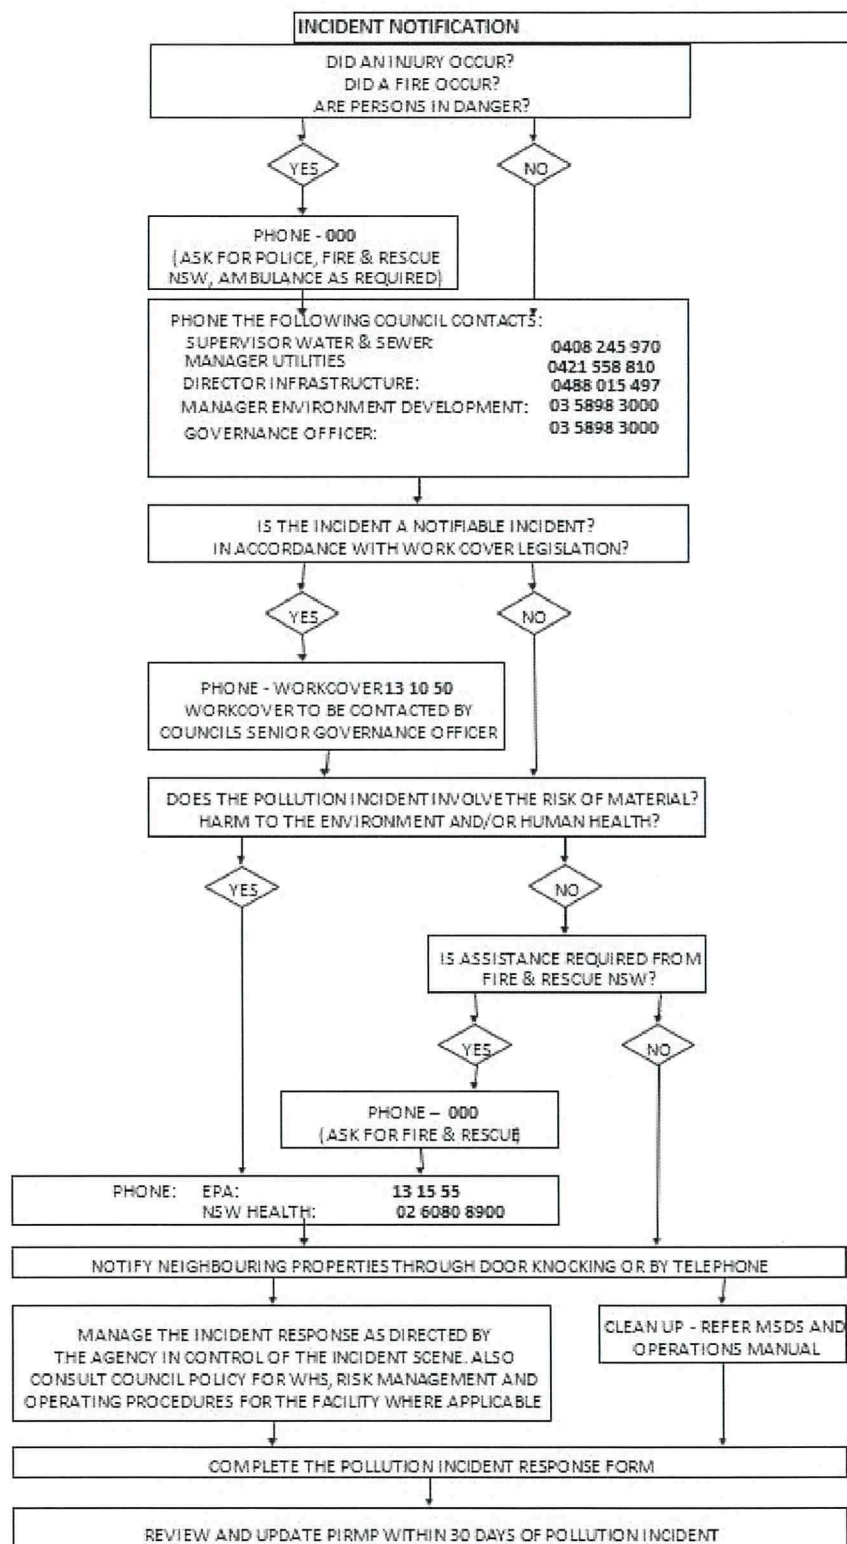 INCIDENT NOTIFICATION
DID AN INJURY OCCUR?
DID A FIRE OCCUR?
ARE PERSONS IN DANGER?
YES
NO
PHONE - 000
(ASK FOR POLICE, FIRE & RESCUE
NSW, AMBULANCE AS REQUIRED)
PHONE THE FOLLOWING COUNCIL CONTACTS:
SUPERVISOR WATER & SEWER: 0408 245 970
MANAGER UTILITIES 0421 558 810
DIRECTOR INFRASTRUCTURE: 0488 015 497
MANAGER ENVIRONMENT DEVELOPMENT: 03 5898 3000
GOVERNANCE OFFICER: 03 5898 3000
IS THE INCIDENT A NOTIFIABLE INCIDENT?
IN ACCORDANCE WITH WORK COVER LEGISLATION?
YES
NO
PHONE - WORKCOVER 13 10 50
WORKCOVER TO BE CONTACTED BY
COUNCILS SENIOR GOVERNANCE OFFICER
DOES THE POLLUTION INCIDENT INVOLVE THE RISK OF MATERIAL?
HARM TO THE ENVIRONMENT AND/OR HUMAN HEALTH?
YES
NO
IS ASSISTANCE REQUIRED FROM
FIRE & RESCUE NSW?
YES
NO
PHONE – 000
(ASK FOR FIRE & RESCUE)
PHONE: EPA: 13 15 55
NSW HEALTH: 02 6080 8900
NOTIFY NEIGHBOURING PROPERTIES THROUGH DOOR KNOCKING OR BY TELEPHONE
MANAGE THE INCIDENT RESPONSE AS DIRECTED BY
THE AGENCY IN CONTROL OF THE INCIDENT SCENE. ALSO
CONSULT COUNCIL POLICY FOR WHS, RISK MANAGEMENT AND
OPERATING PROCEDURES FOR THE FACILITY WHERE APPLICABLE
CLEAN UP - REFER MSDS AND
OPERATIONS MANUAL
COMPLETE THE POLLUTION INCIDENT RESPONSE FORM
REVIEW AND UPDATE PIRMP WITHIN 30 DAYS OF POLLUTION INCIDENT